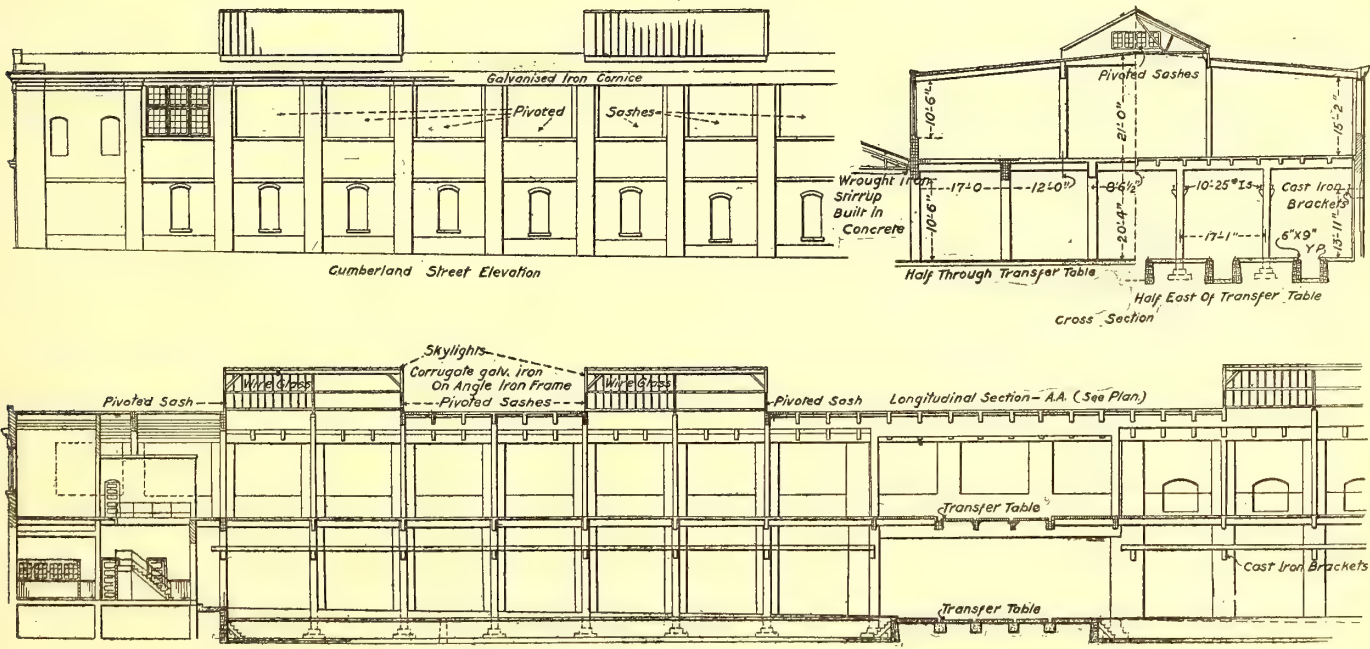 Galvanised Iron Cornice
Pivoted Sashes
Cumberland Street Elevation
Pivoted Sashes
10'-6"
21'-0"
15'-2"
Wrought Iron
Stirrup
Built In
Concrete
17'-0
12'-0"
8'-6½"
10"-25# Is
Cast Iron
Brackets
10'-6"
20'-4"
17'-1"
6"X9"
Y.P.
13'-11"
Half Through Transfer Table
Half East Of Transfer Table
Cross Section
Skylights
Corrugate galv. iron
On Angle Iron Frame
Wire Glass
Wire Glass
Pivoted Sash
Pivoted Sashes
Pivoted Sash
Longitudinal Section - A.A. (See Plan.)
Transfer Table
Cast Iron Brackets
Transfer Table